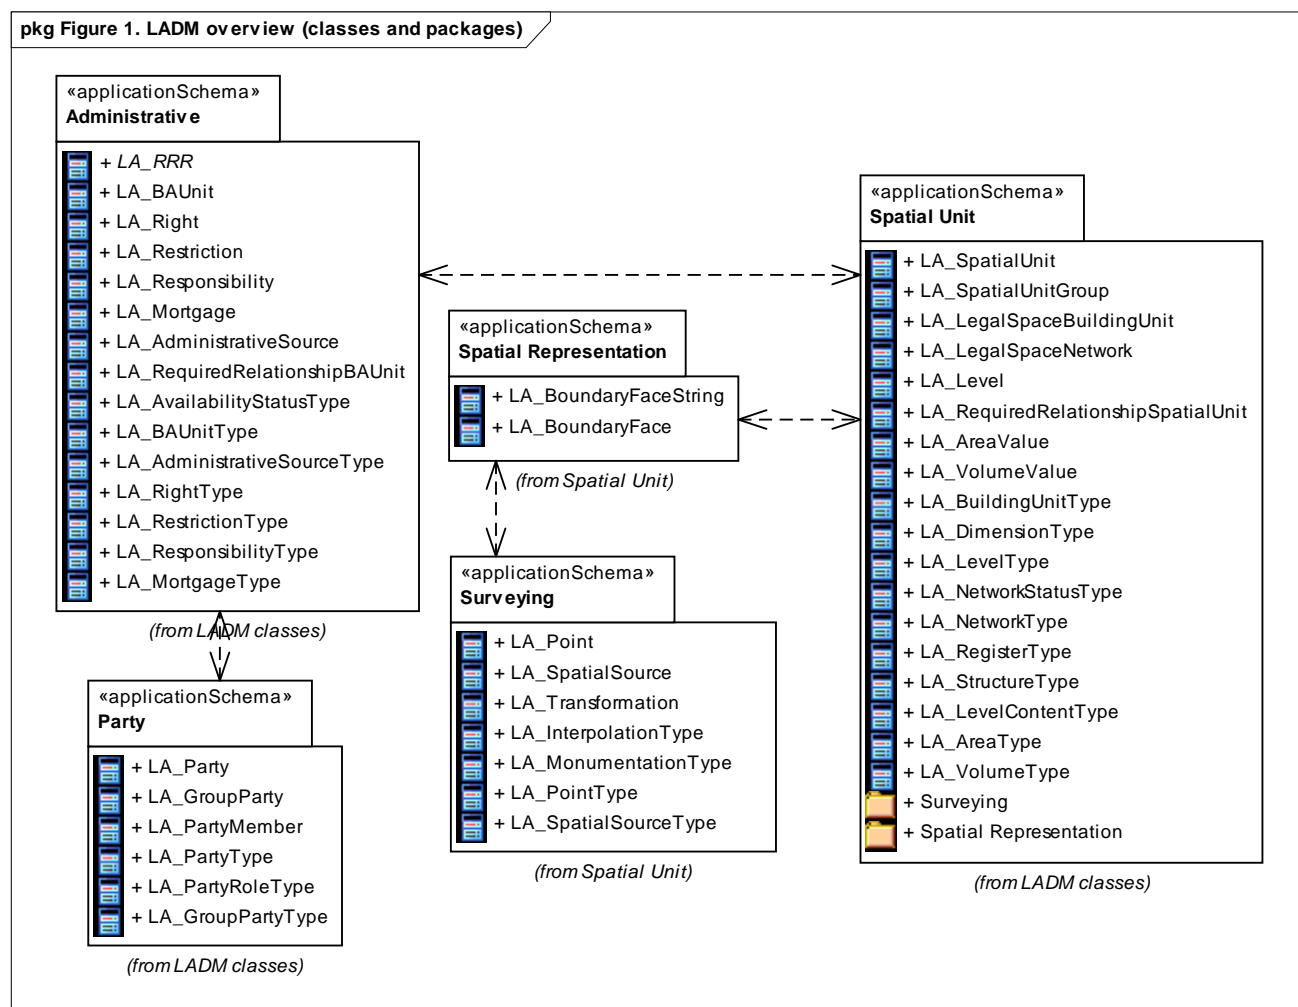 pkg Figure 1. LADM overview (classes and packages)
«applicationSchema»
Administrative
+ LA_RRR
+ LA_BAUnit
+ LA_Right
+ LA_Restriction
+ LA_Responsibility
+ LA_Mortgage
+ LA_AdministrativeSource
+ LA_RequiredRelationshipBAUnit
+ LA_AvailabilityStatusType
+ LA_BAUnitType
+ LA_AdministrativeSourceType
+ LA_RightType
+ LA_RestrictionType
+ LA_ResponsibilityType
+ LA_MortgageType
(from LADM classes)
«applicationSchema»
Party
+ LA_Party
+ LA_GroupParty
+ LA_PartyMember
+ LA_PartyType
+ LA_PartyRoleType
+ LA_GroupPartyType
(from LADM classes)
«applicationSchema»
Spatial Representation
+ LA_BoundaryFaceString
+ LA_BoundaryFace
(from Spatial Unit)
«applicationSchema»
Surveying
+ LA_Point
+ LA_SpatialSource
+ LA_Transformation
+ LA_InterpolationType
+ LA_MonumentationType
+ LA_PointType
+ LA_SpatialSourceType
(from Spatial Unit)
«applicationSchema»
Spatial Unit
+ LA_SpatialUnit
+ LA_SpatialUnitGroup
+ LA_LegalSpaceBuildingUnit
+ LA_LegalSpaceNetwork
+ LA_Level
+ LA_RequiredRelationshipSpatialUnit
+ LA_AreaValue
+ LA_VolumeValue
+ LA_BuildingUnitType
+ LA_DimensionType
+ LA_LevelType
+ LA_NetworkStatusType
+ LA_NetworkType
+ LA_RegisterType
+ LA_StructureType
+ LA_LevelContentType
+ LA_AreaType
+ LA_VolumeType
+ Surveying
+ Spatial Representation
(from LADM classes)